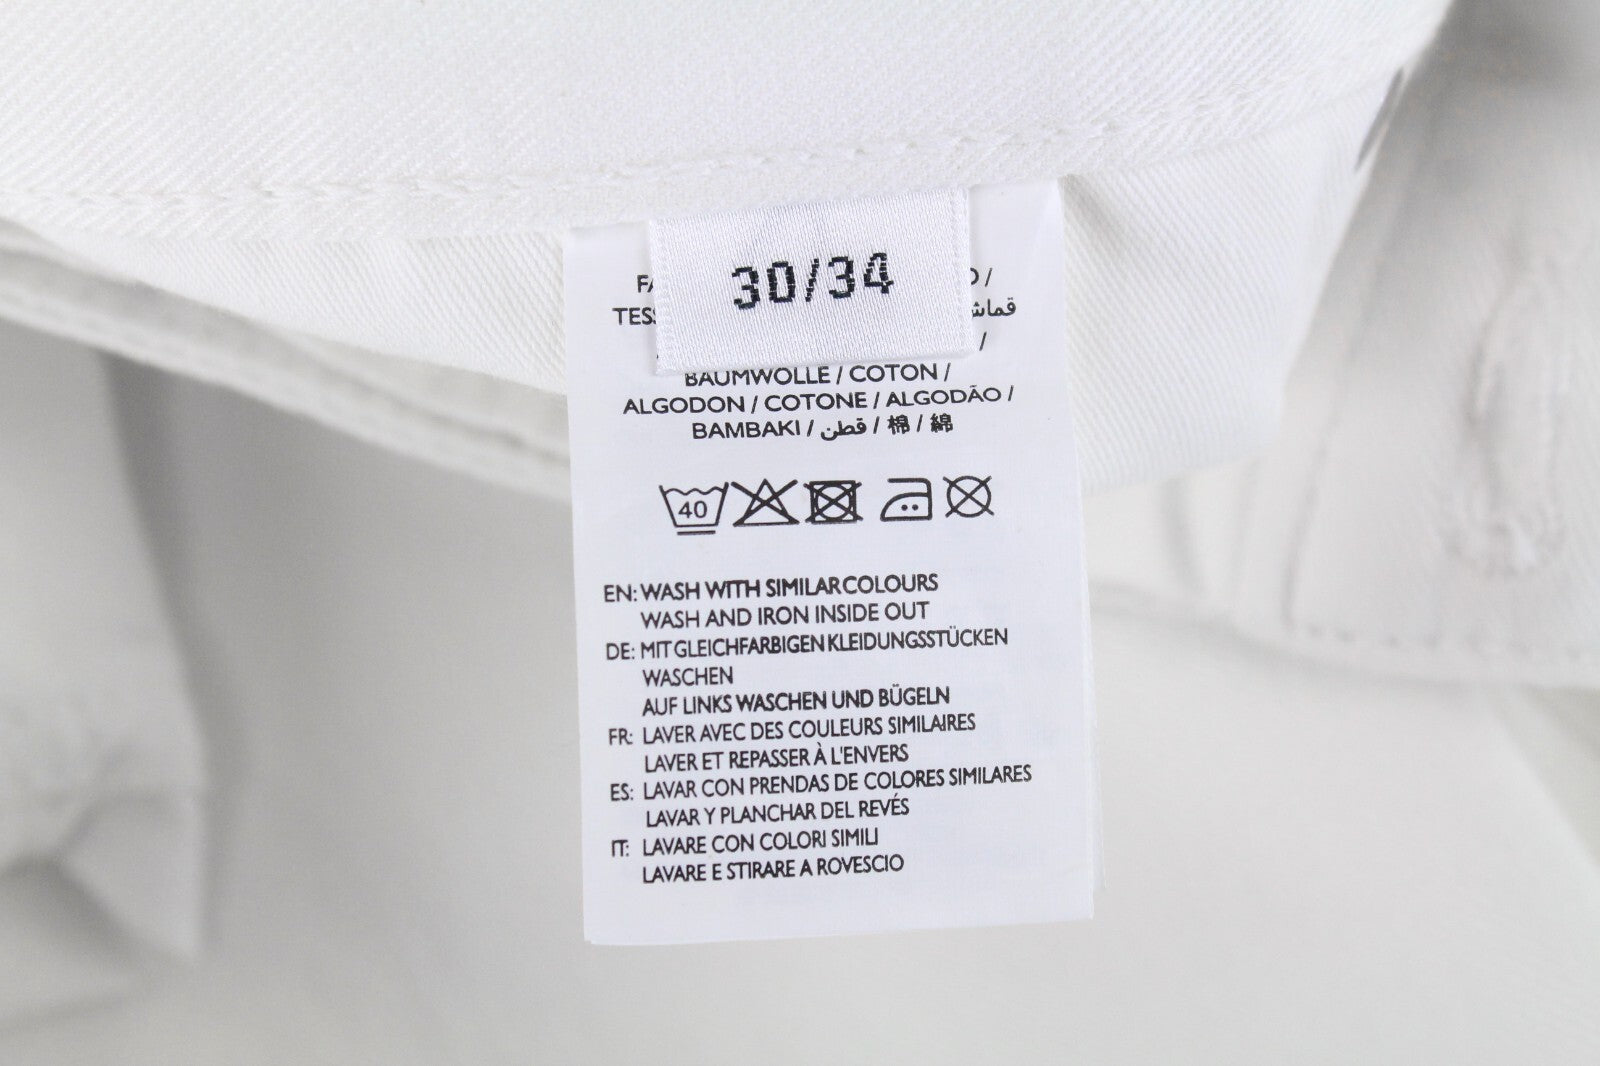 30/34
BAUMWOLLE / COTON /
ALGODON / COTONE / ALGODÃO /
BAMBAKI / قطن / 棉 / 綿
40
EN: WASH WITH SIMILAR COLOURS
WASH AND IRON INSIDE OUT
DE: MIT GLEICHFARBIGEN KLEIDUNGSSTÜCKEN
WASCHEN
AUF LINKS WASCHEN UND BÜGELN
FR: LAVER AVEC DES COULEURS SIMILAIRES
LAVER ET REPASSER À L'ENVERS
ES: LAVAR CON PRENDAS DE COLORES SIMILARES
LAVAR Y PLANCHAR DEL REVÉS
IT: LAVARE CON COLORI SIMILI
LAVARE E STIRARE A ROVESCIO